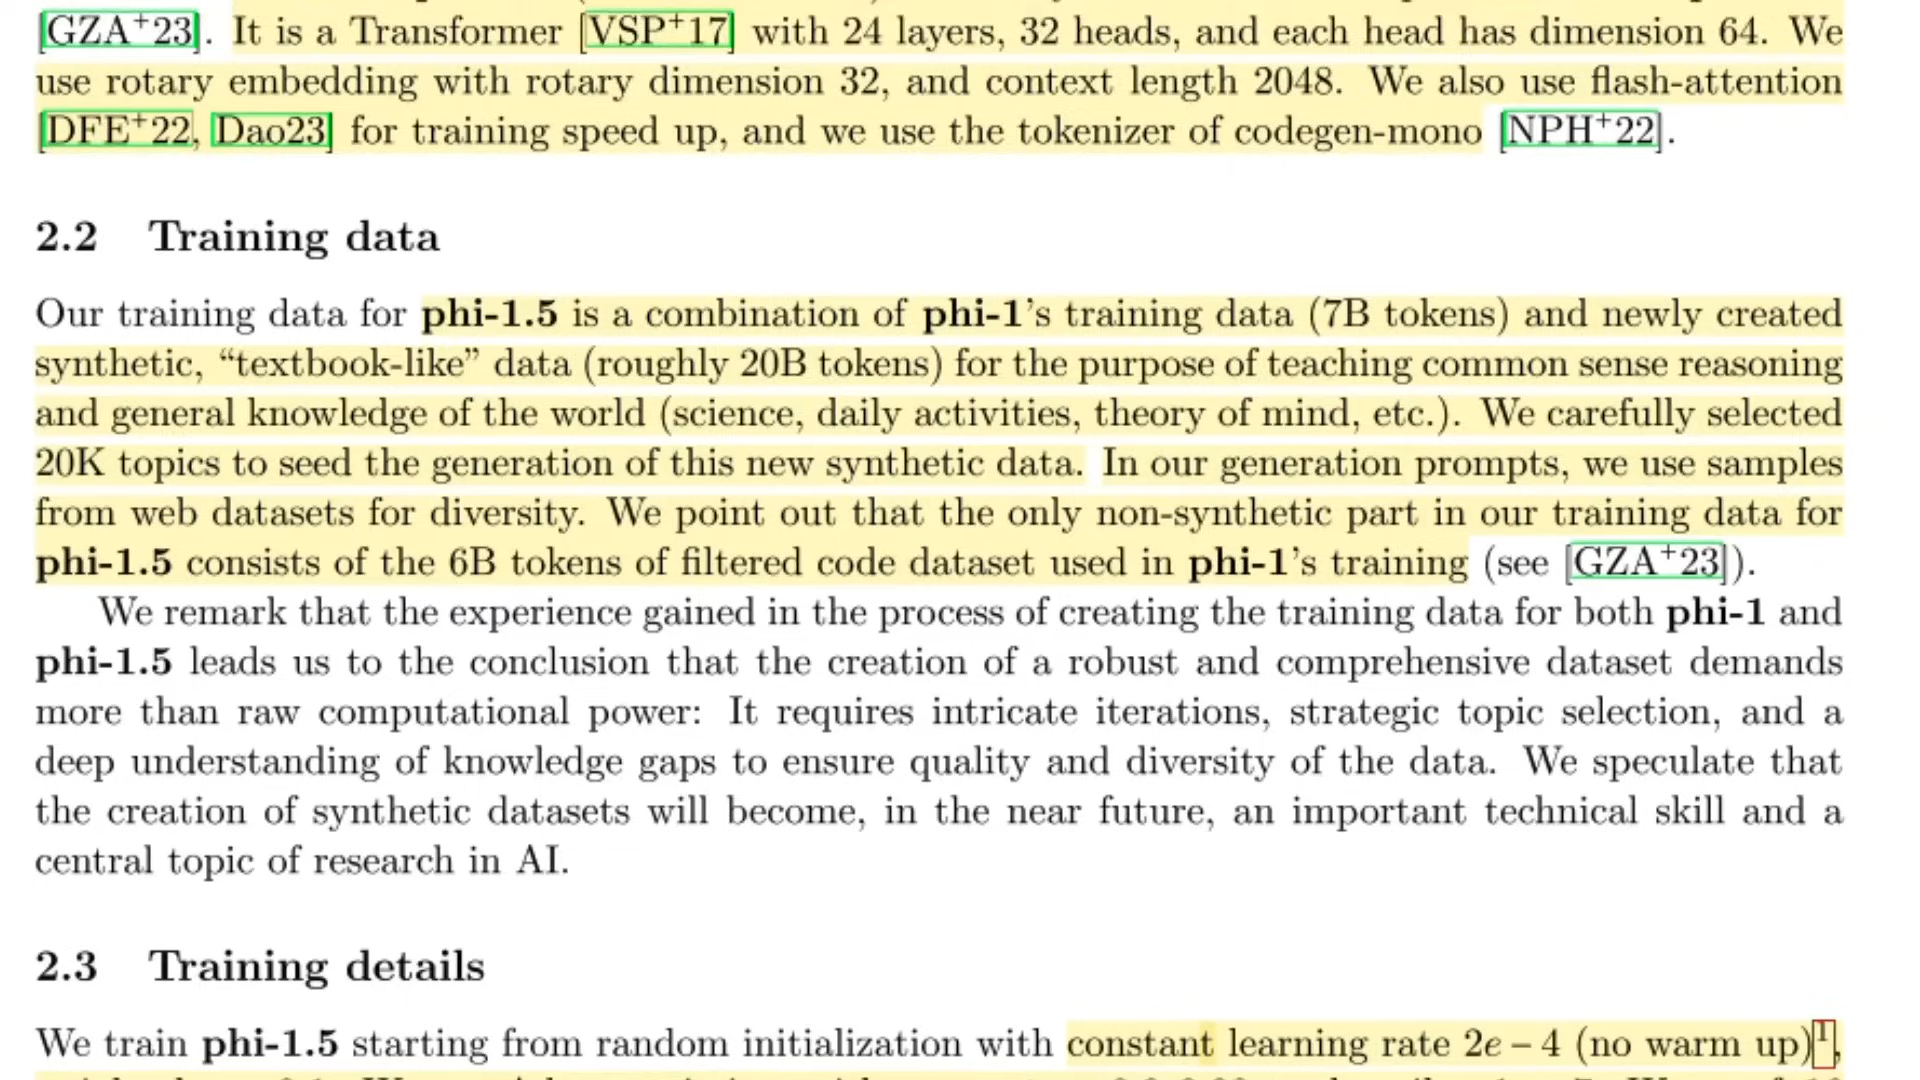 [GZA+23]. It is a Transformer [VSP+17] with 24 layers, 32 heads, and each head has dimension 64. We
use rotary embedding with rotary dimension 32, and context length 2048. We also use flash-attention
[DFE+22, Dao23] for training speed up, and we use the tokenizer of codegen-mono [NPH+22].
2.2 Training data
Our training data for phi-1.5 is a combination of phi-1's training data (7B tokens) and newly created
synthetic, “textbook-like” data (roughly 20B tokens) for the purpose of teaching common sense reasoning
and general knowledge of the world (science, daily activities, theory of mind, etc.). We carefully selected
20K topics to seed the generation of this new synthetic data. In our generation prompts, we use samples
from web datasets for diversity. We point out that the only non-synthetic part in our training data for
phi-1.5 consists of the 6B tokens of filtered code dataset used in phi-1's training (see [GZA+23]).
We remark that the experience gained in the process of creating the training data for both phi-1 and
phi-1.5 leads us to the conclusion that the creation of a robust and comprehensive dataset demands
more than raw computational power: It requires intricate iterations, strategic topic selection, and a
deep understanding of knowledge gaps to ensure quality and diversity of the data. We speculate that
the creation of synthetic datasets will become, in the near future, an important technical skill and a
central topic of research in AI.
2.3 Training details
We train phi-1.5 starting from random initialization with constant learning rate 2e − 4 (no warm up)1,